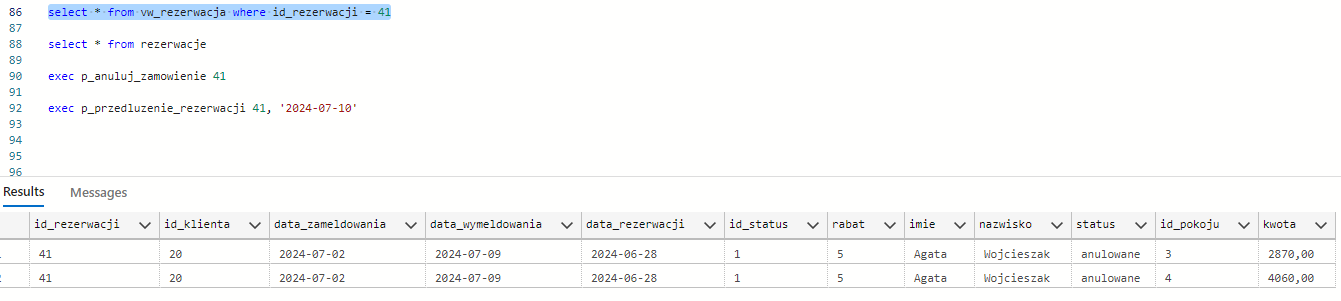 86 select * from vw_rezerwacja where id_rezerwacji = 41
87
88 select * from rezerwacje
89
90 exec p_anuluj_zamowienie 41
91
92 exec p_przedluzenie_rezerwacji 41, '2024-07-10'
93
94
95
96
Results Messages
id_rezerwacji id_klienta data_zameldowania data_wymeldowania data_rezerwacji id_status rabat imie nazwisko status id_pokoju kwota
41 20 2024-07-02 2024-07-09 2024-06-28 1 5 Agata Wojcieszak anulowane 3 2870,00
2 41 20 2024-07-02 2024-07-09 2024-06-28 1 5 Agata Wojcieszak anulowane 4 4060,00